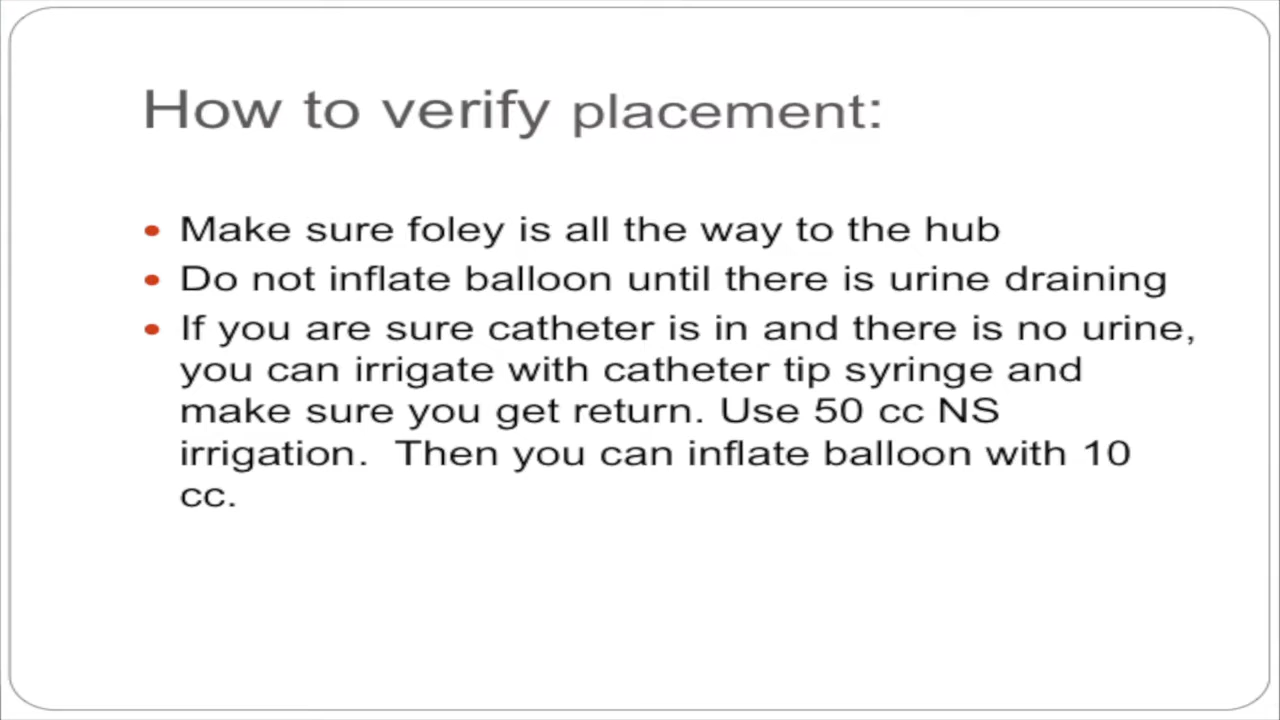 How to verify placement:
• Make sure foley is all the way to the hub
• Do not inflate balloon until there is urine draining
• If you are sure catheter is in and there is no urine,
you can irrigate with catheter tip syringe and
make sure you get return. Use 50 cc NS
irrigation.  Then you can inflate balloon with 10
cc.